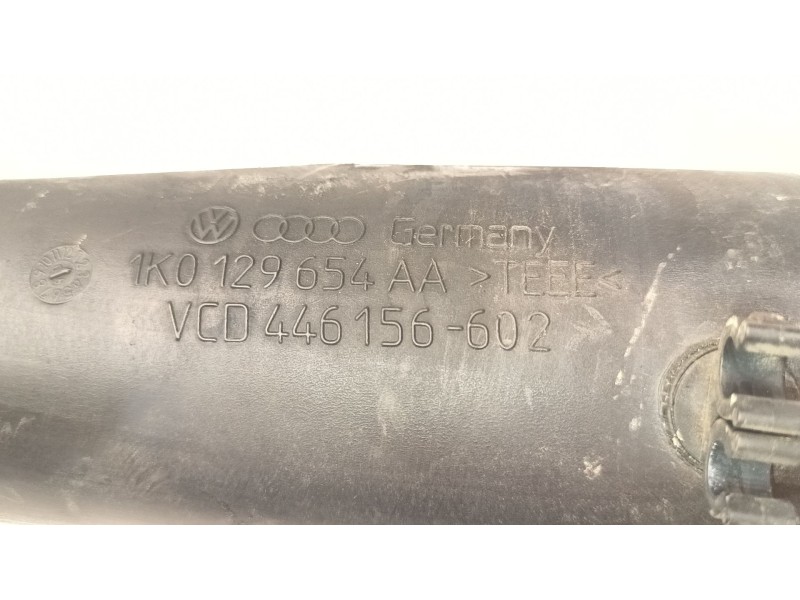 Germany
1K0 129 654 AA >TEEE<
VCD 446 156-602